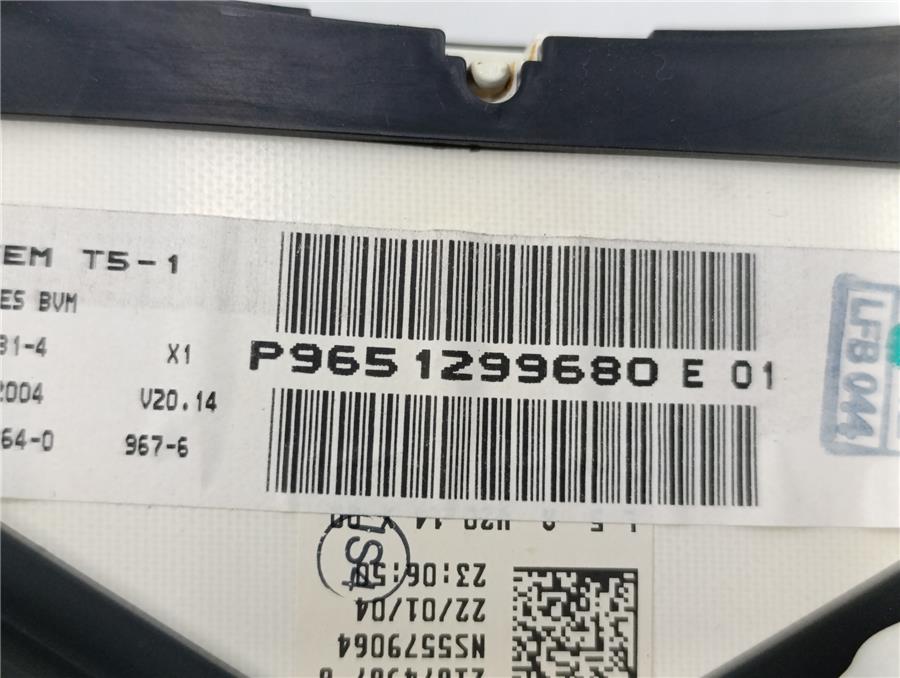 EM T5-1
ES BVM
31-4 X1
2004 V20.14
64-0 967-6
P9651299680 E 01
LFB 044
23:06:50
22/01/04
NS5579064